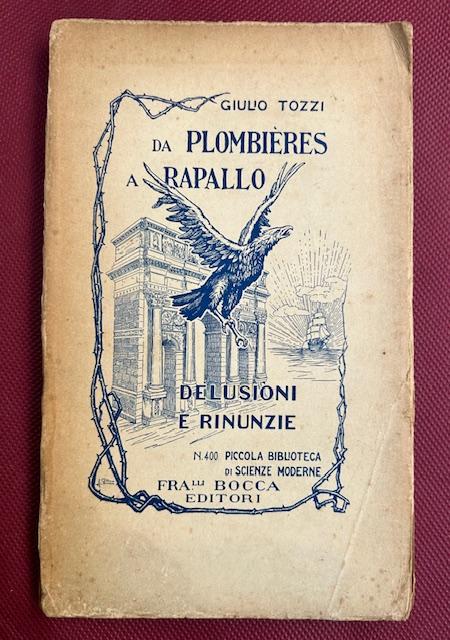 GIULIO TOZZI
DA PLOMBIÈRES
A RAPALLO
DELUSIONI
E RINUNZIE
N. 400 PICCOLA BIBLIOTECA
DI SCIENZE MODERNE
FRA LLI BOCCA
EDITORI